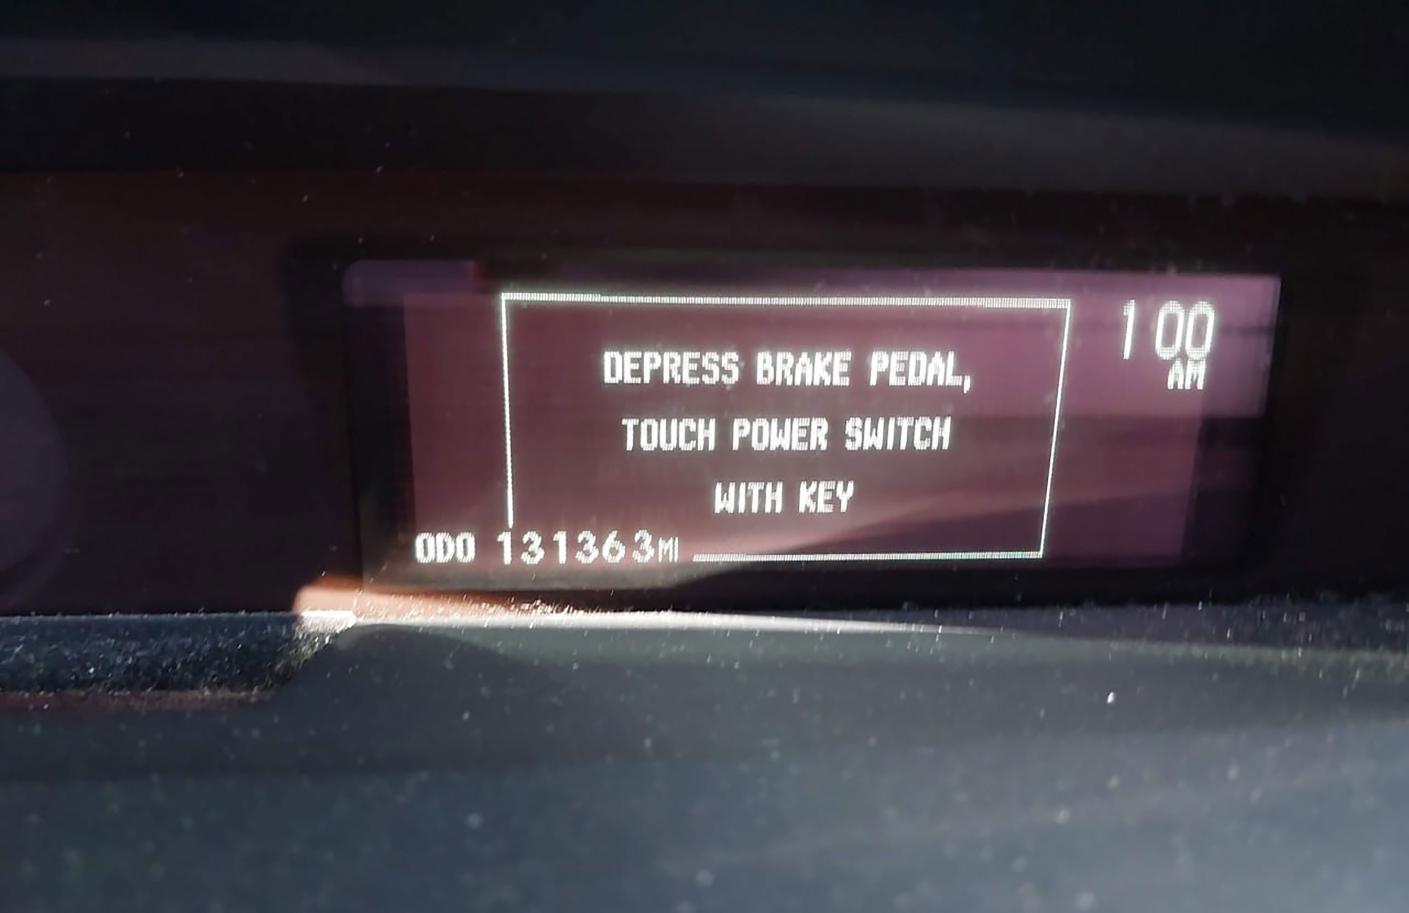 1 00
AM
DEPRESS BRAKE PEDAL,
TOUCH POWER SWITCH
WITH KEY
ODO 131363MI